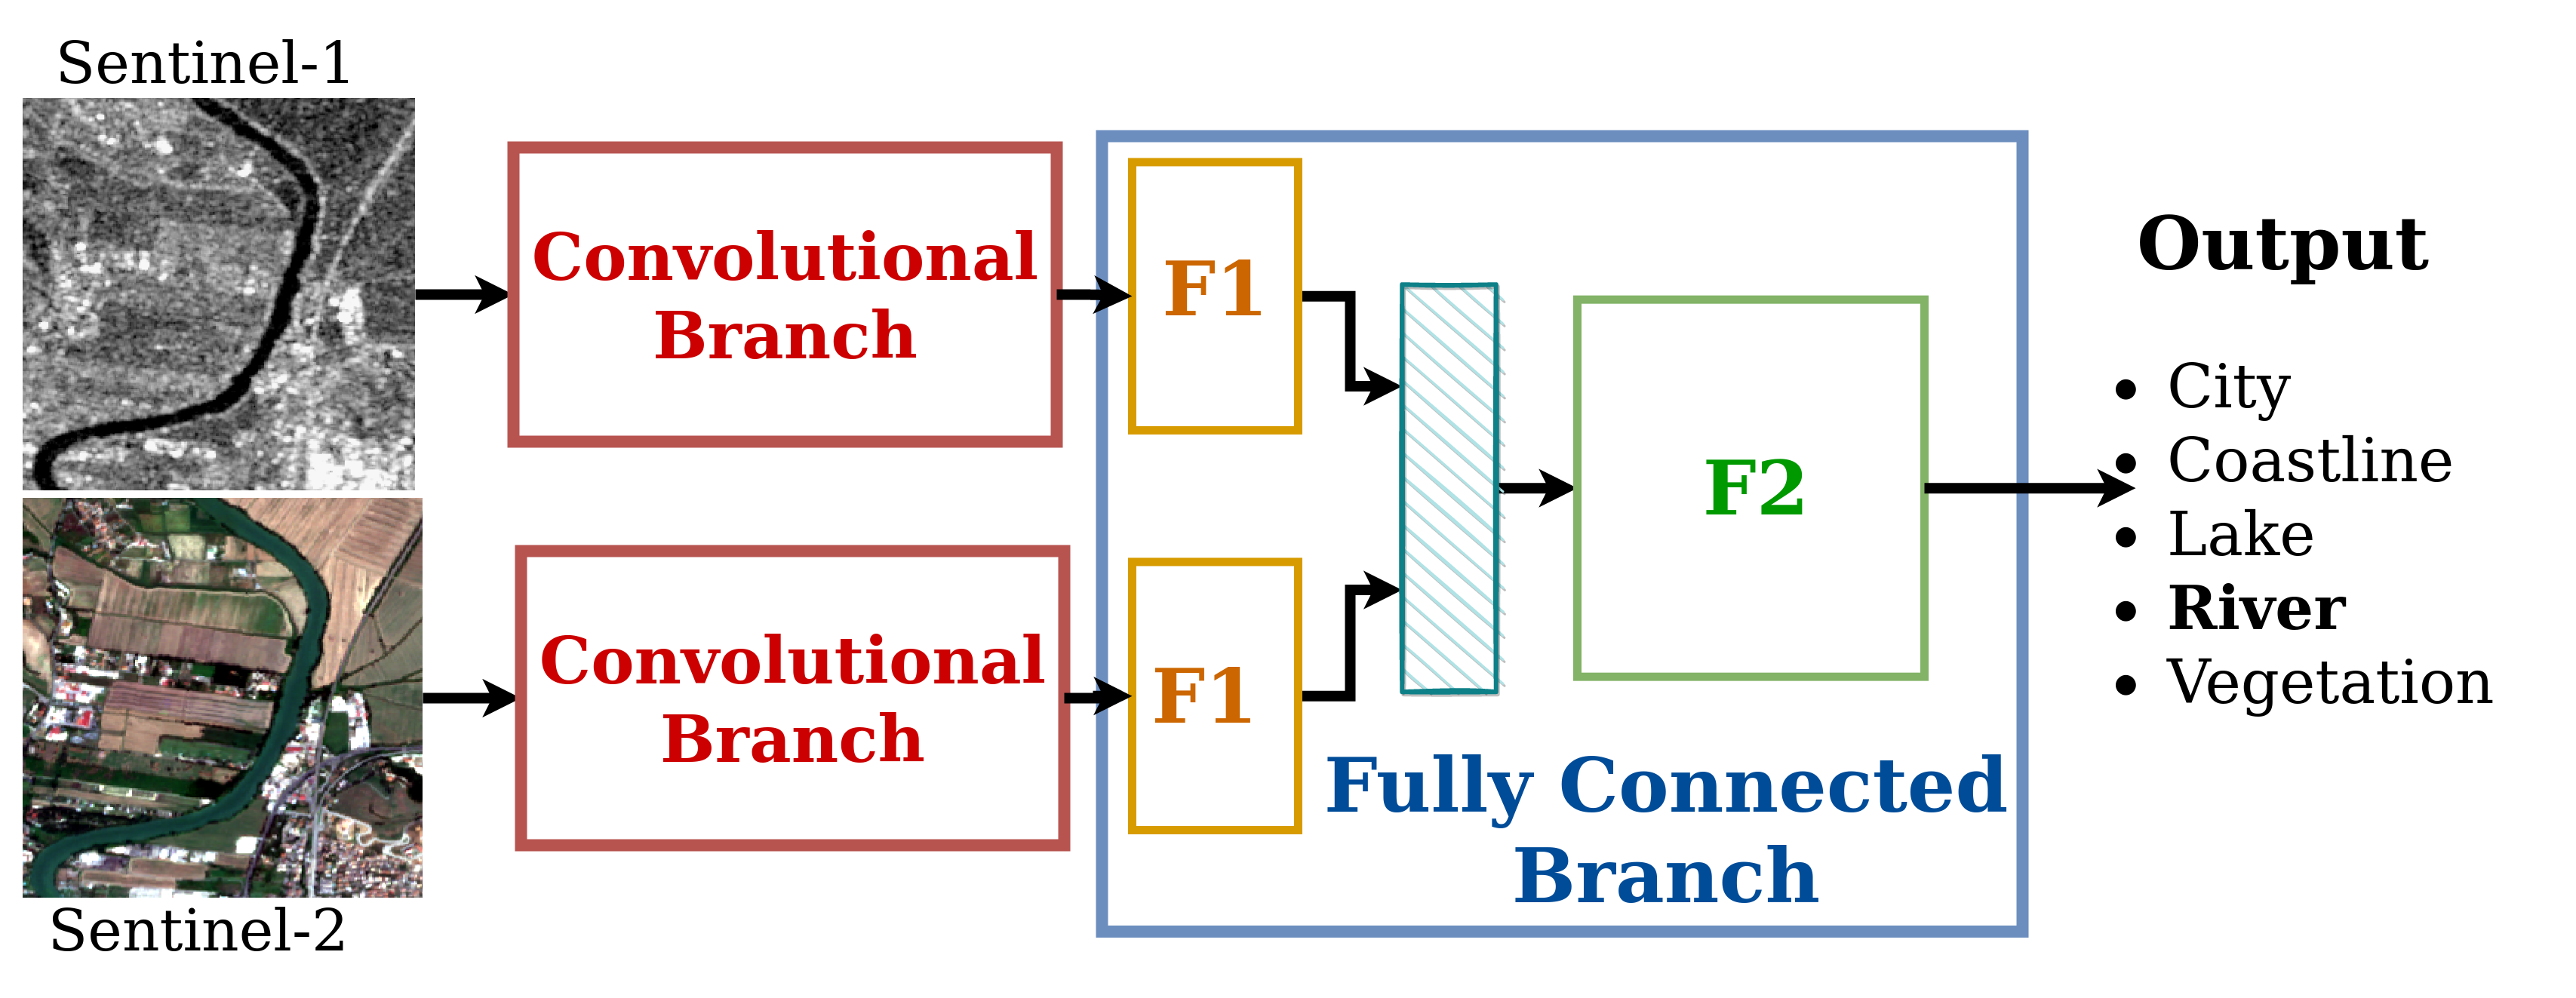 Sentinel-1
Convolutional
Branch
F1
Sentinel-2
Convolutional
Branch
F1
F2
Fully Connected
Branch
Output
• City
• Coastline
• Lake
• River
• Vegetation